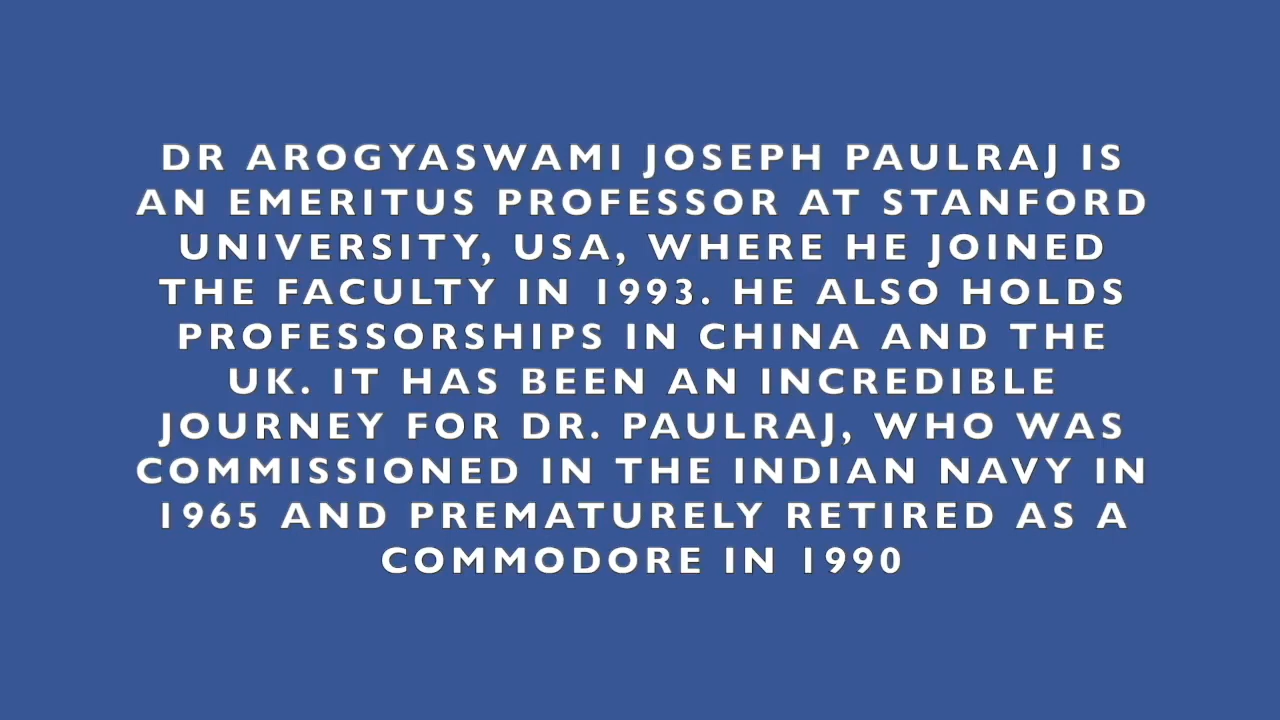 DR AROGYASWAMI JOSEPH PAULRAJ IS
AN EMERITUS PROFESSOR AT STANFORD
UNIVERSITY, USA, WHERE HE JOINED
THE FACULTY IN 1993. HE ALSO HOLDS
PROFESSORSHIPS IN CHINA AND THE
UK. IT HAS BEEN AN INCREDIBLE
JOURNEY FOR DR. PAULRAJ, WHO WAS
COMMISSIONED IN THE INDIAN NAVY IN
1965 AND PREMATURELY RETIRED AS A
COMMODORE IN 1990